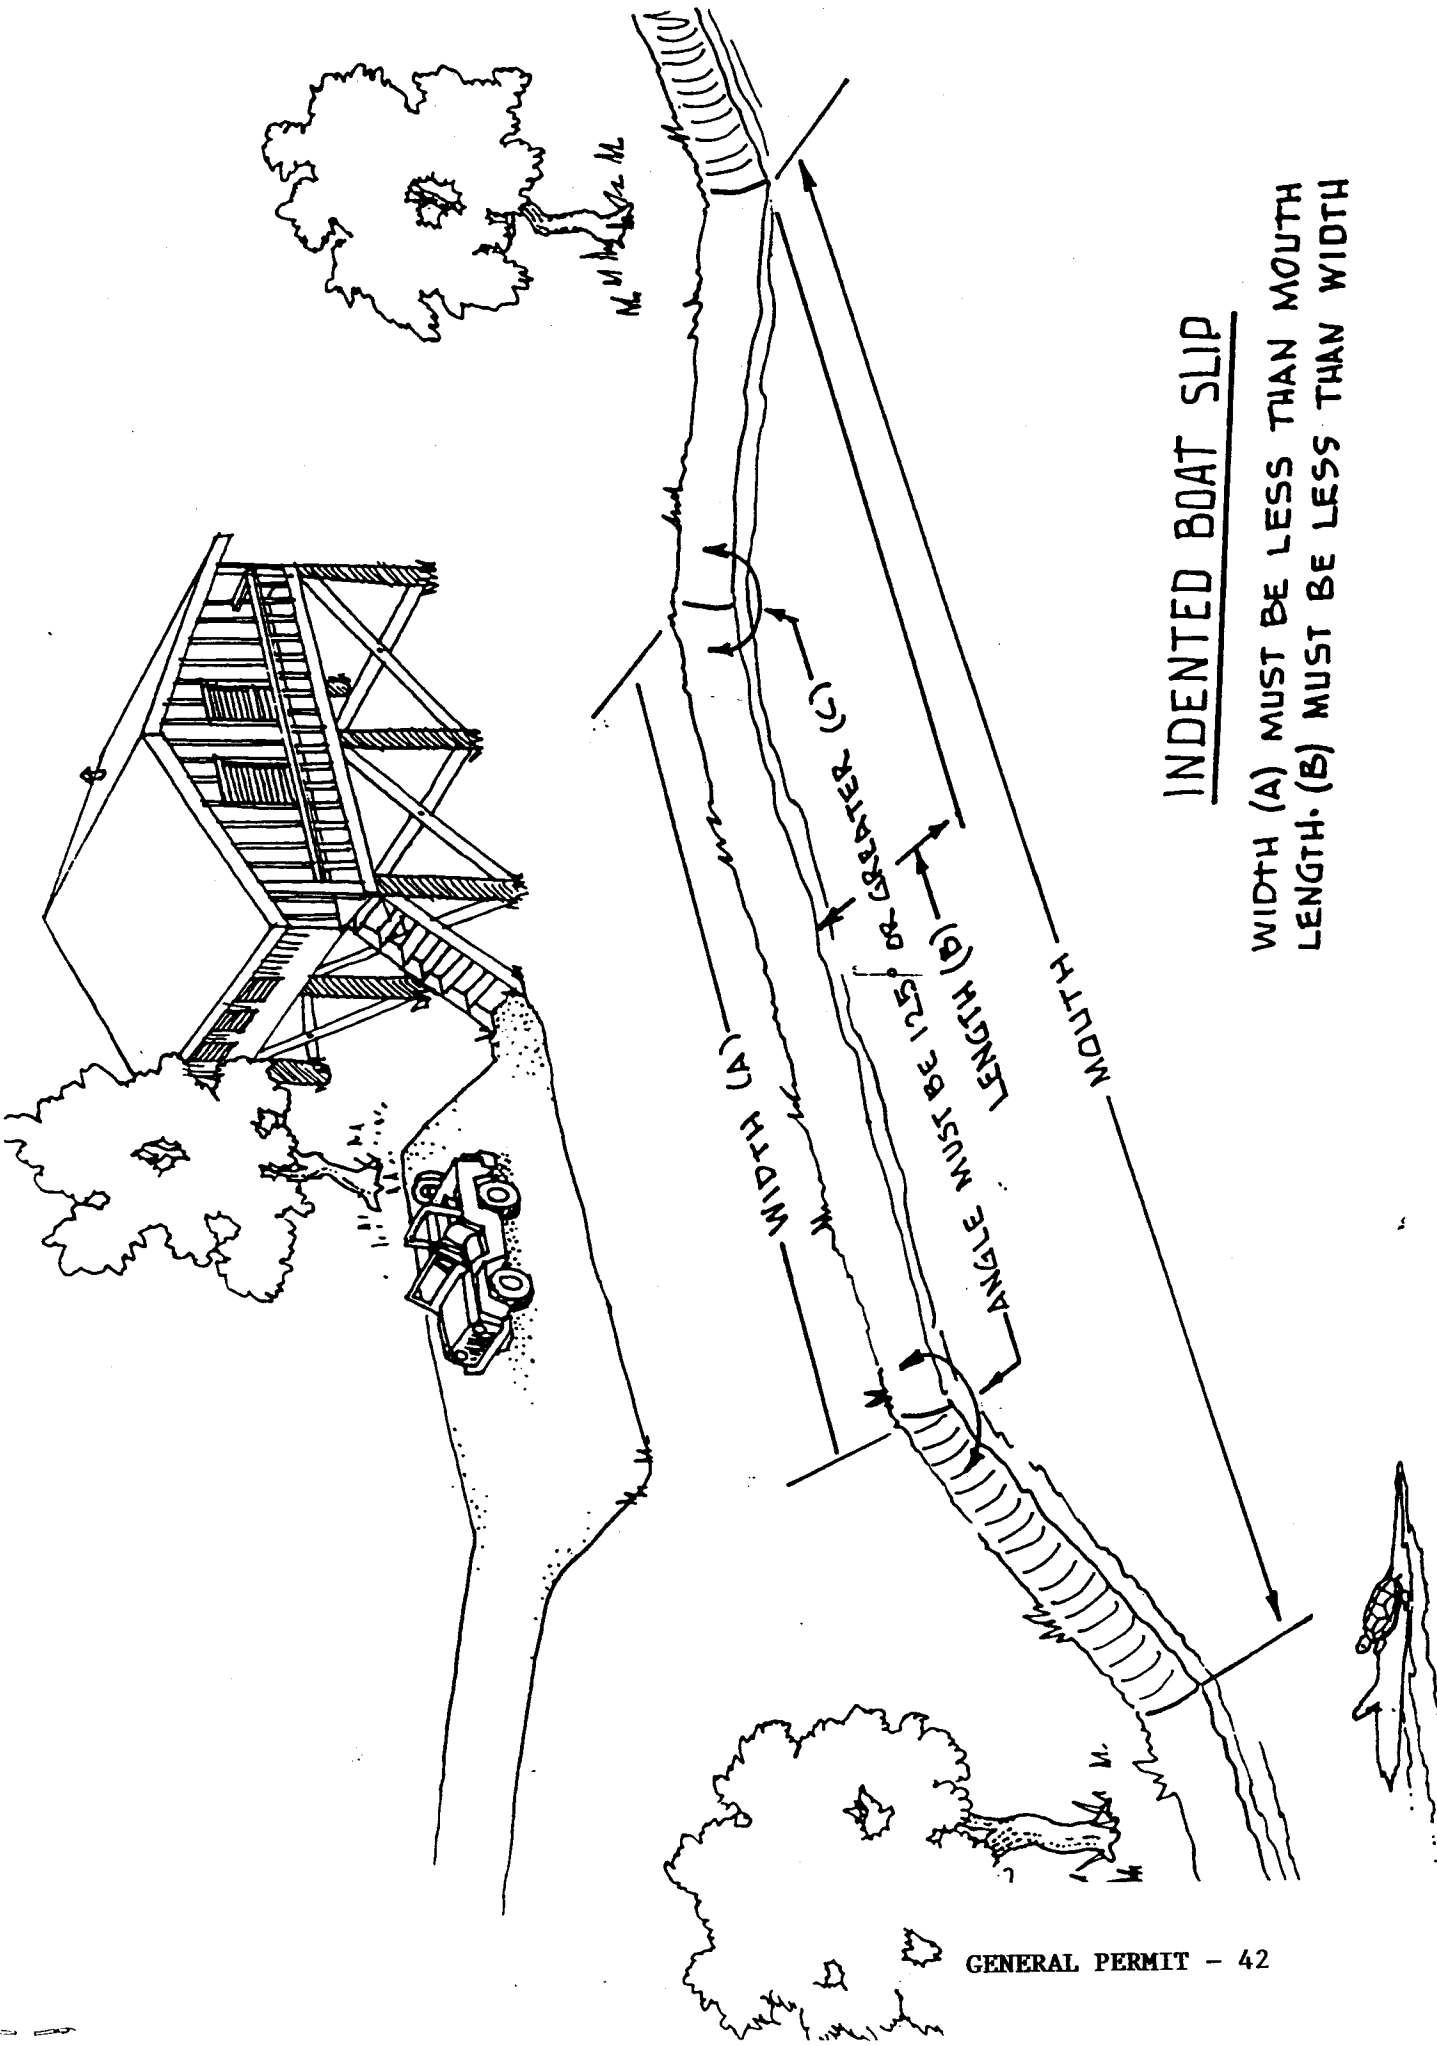 WIDTH (A)
ANGLE MUST BE 125° OR GREATER (C)
LENGTH (B)
MOUTH
INDENTED BOAT SLIP
WIDTH (A) MUST BE LESS THAN MOUTH
LENGTH. (B) MUST BE LESS THAN WIDTH
GENERAL PERMIT - 42